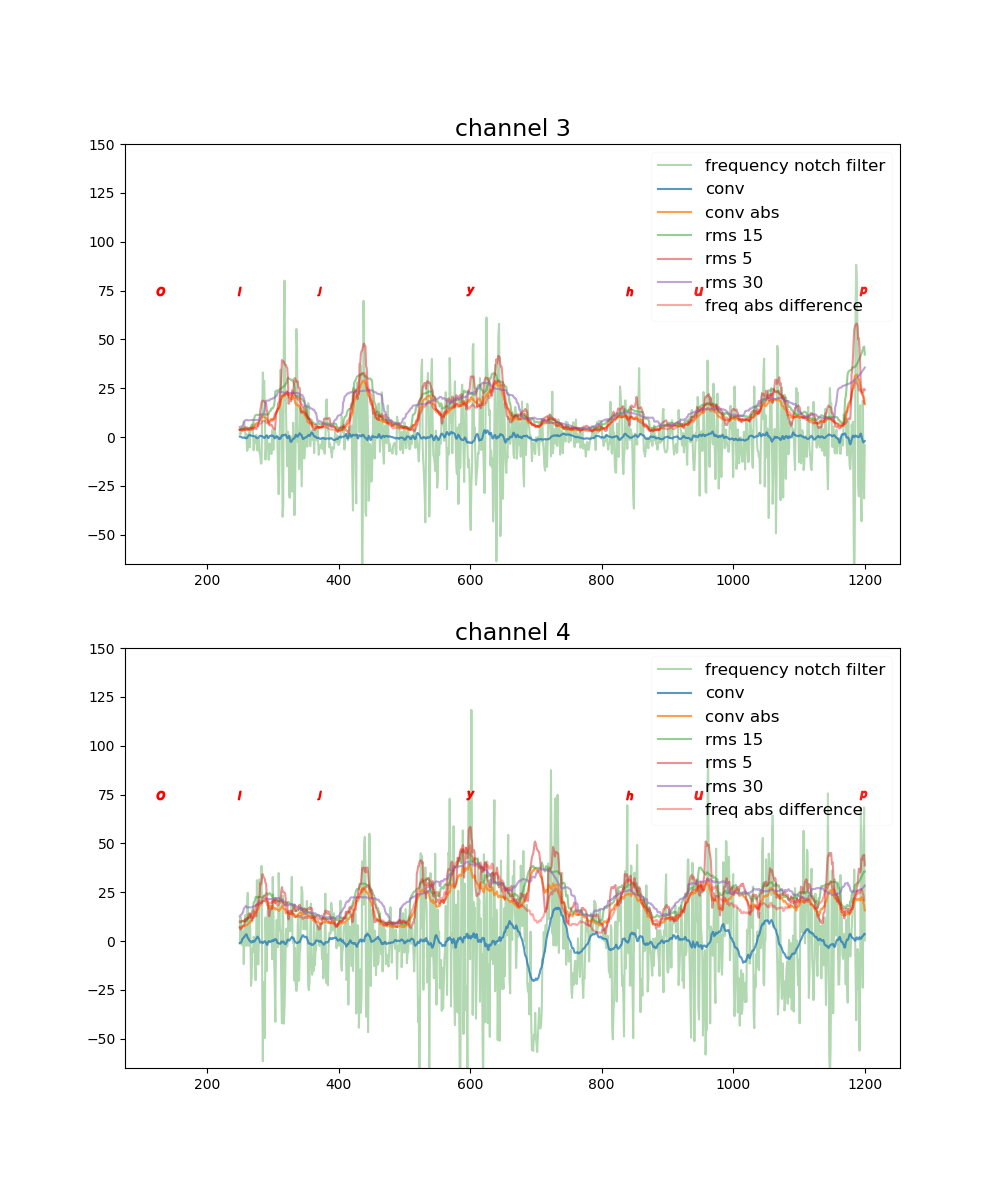 channel 3
150
125
100
75
50
25
0
−25
−50
frequency notch filter
conv
conv abs
rms 15
rms 5
rms 30
freq abs difference
o l j y h u p
200 400 600 800 1000 1200
channel 4
150
125
100
75
50
25
0
−25
−50
frequency notch filter
conv
conv abs
rms 15
rms 5
rms 30
freq abs difference
o l j y h u p
200 400 600 800 1000 1200